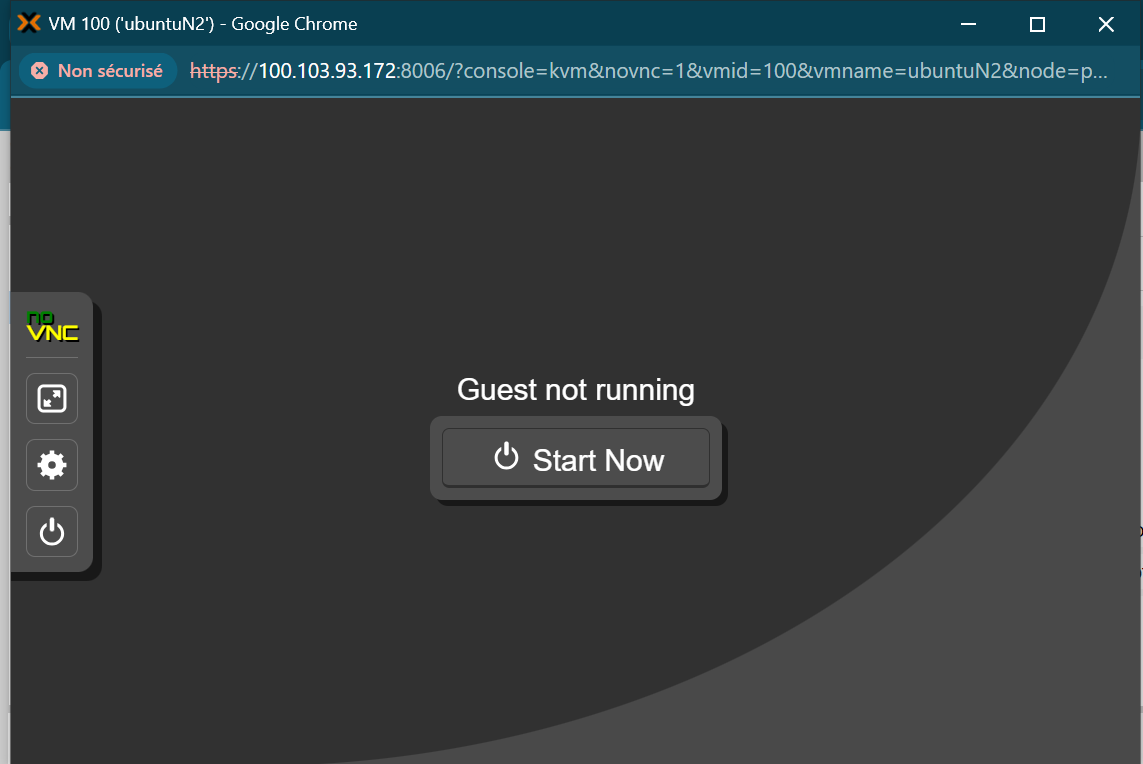 VM 100 ('ubuntuN2') - Google Chrome
Non sécurisé https://100.103.93.172:8006/?console=kvm&novnc=1&vmid=100&vmname=ubuntuN2&node=p...
no
VNC
Guest not running
Start Now